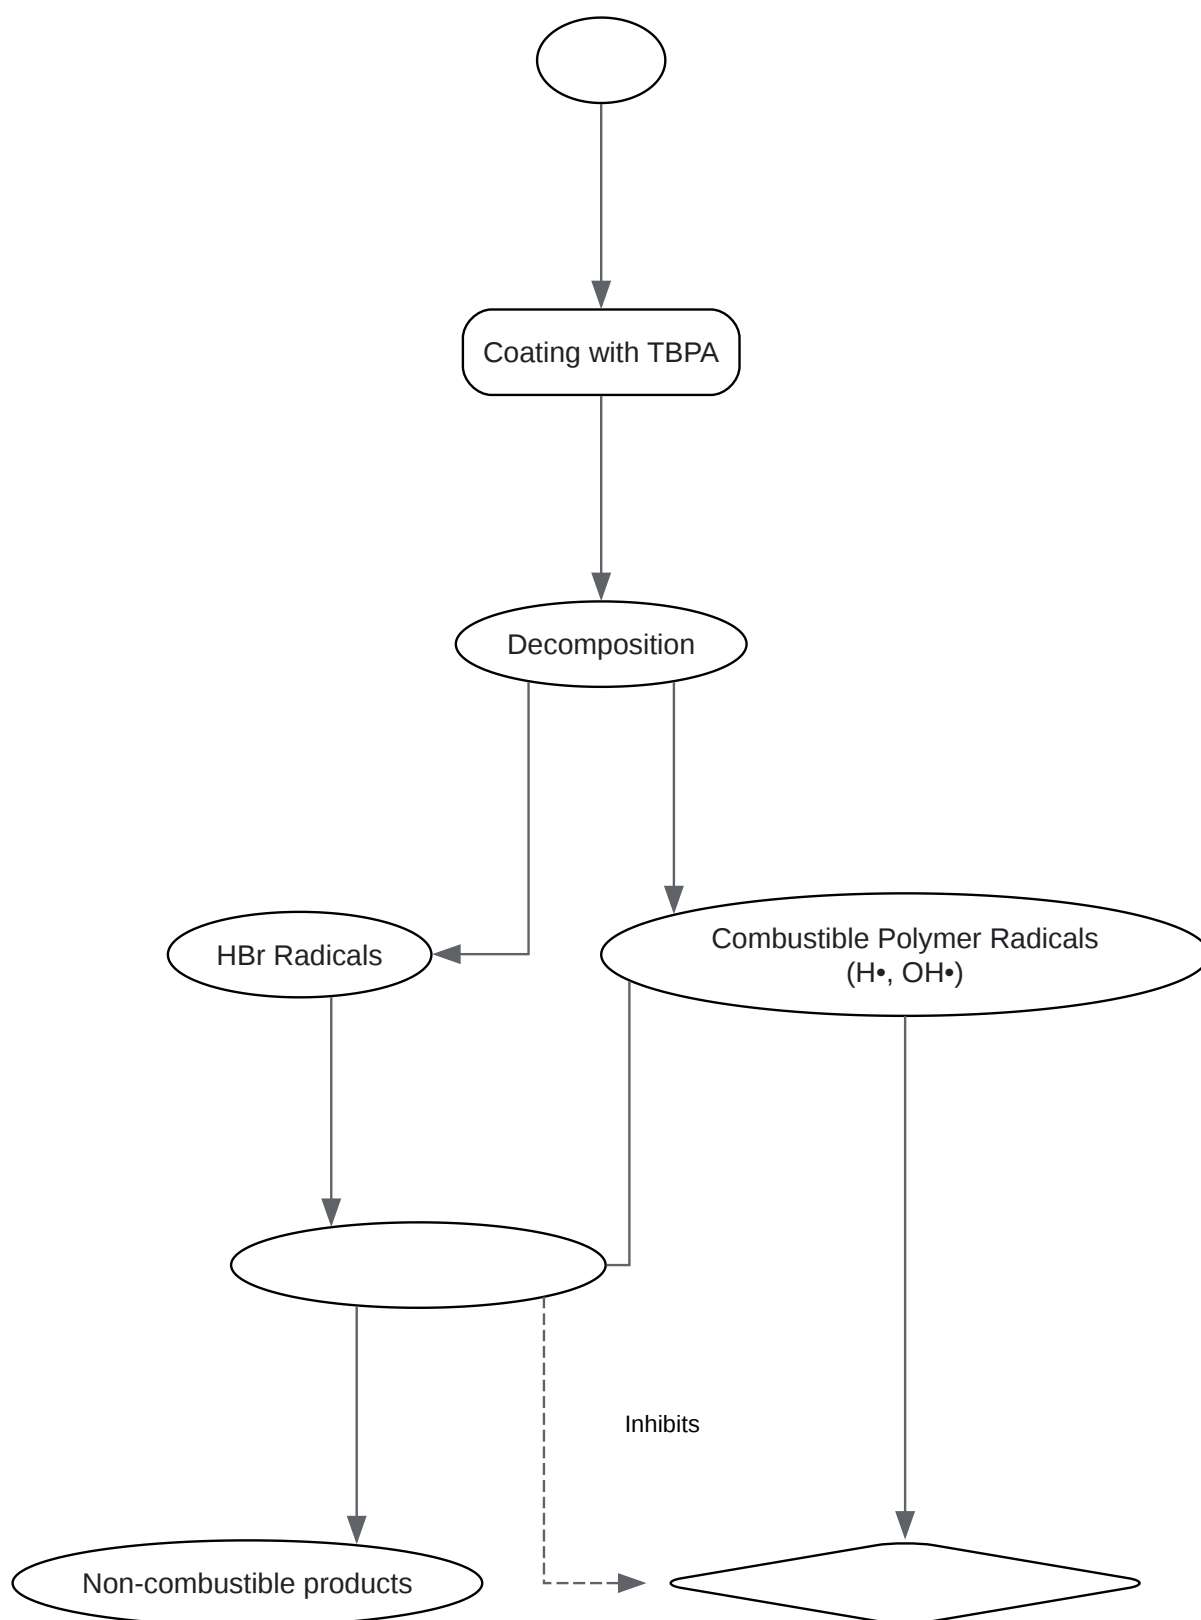 Coating with TBPA
Decomposition
HBr Radicals
Combustible Polymer Radicals
(H•, OH•)
Inhibits
Non-combustible products